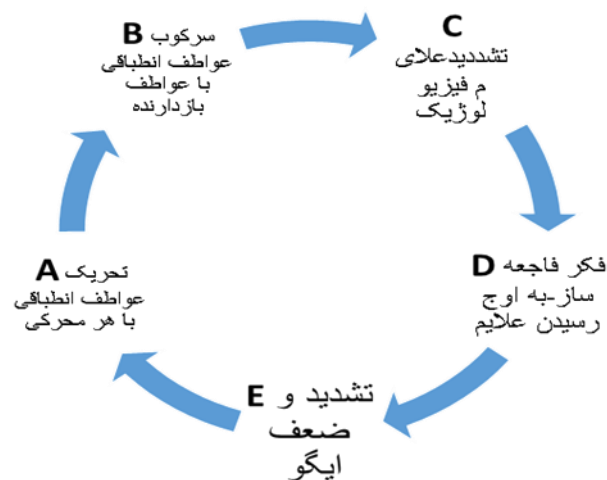 A تحریک
عواطف انطباقی
با هر محرکی
B سرکوب
عواطف انطباقی
با عواطف
بازدارنده
C
تشددیدعلای
م فیزیو
لوژیک
D فکر فاجعه
ساز-به اوج
رسیدن علایم
E تشدید و
ضعف
ایگو